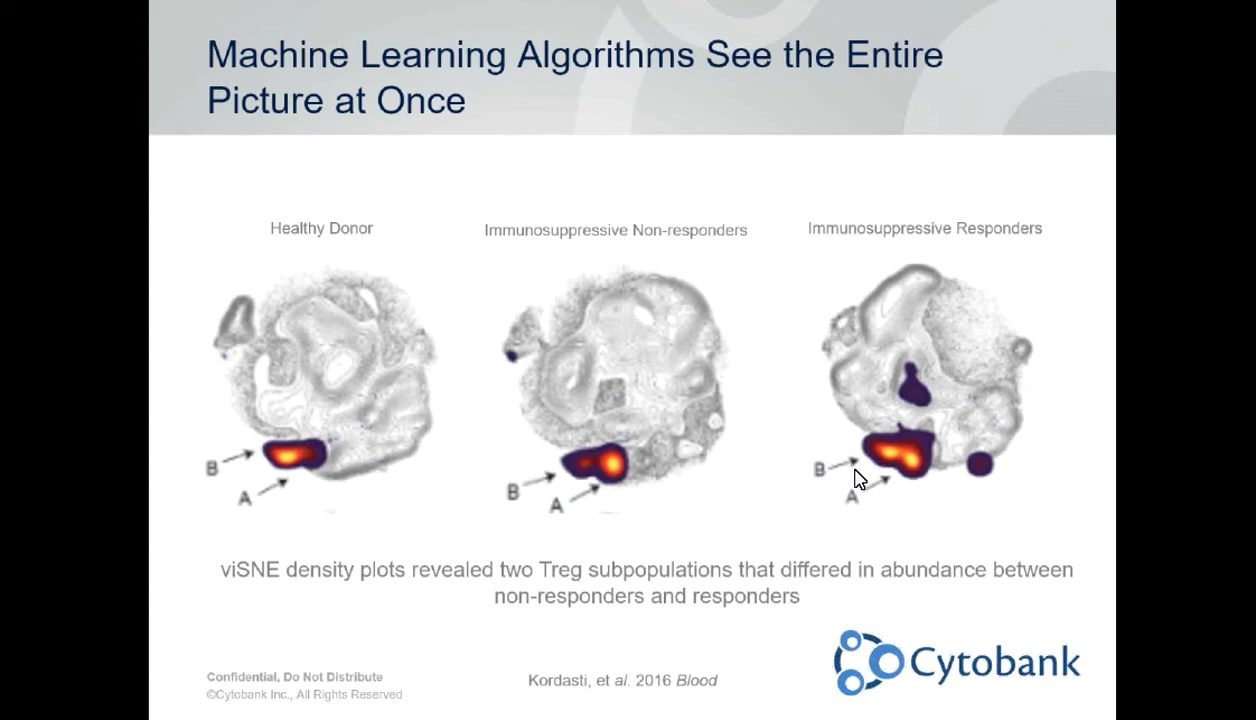 Machine Learning Algorithms See the Entire
Picture at Once
Healthy Donor
Immunosuppressive Non-responders
Immunosuppressive Responders
B
A
B
A
B
A
viSNE density plots revealed two Treg subpopulations that differed in abundance between
non-responders and responders
Confidential, Do Not Distribute
©Cytobank Inc., All Rights Reserved
Kordasti, et al. 2016 Blood
Cytobank